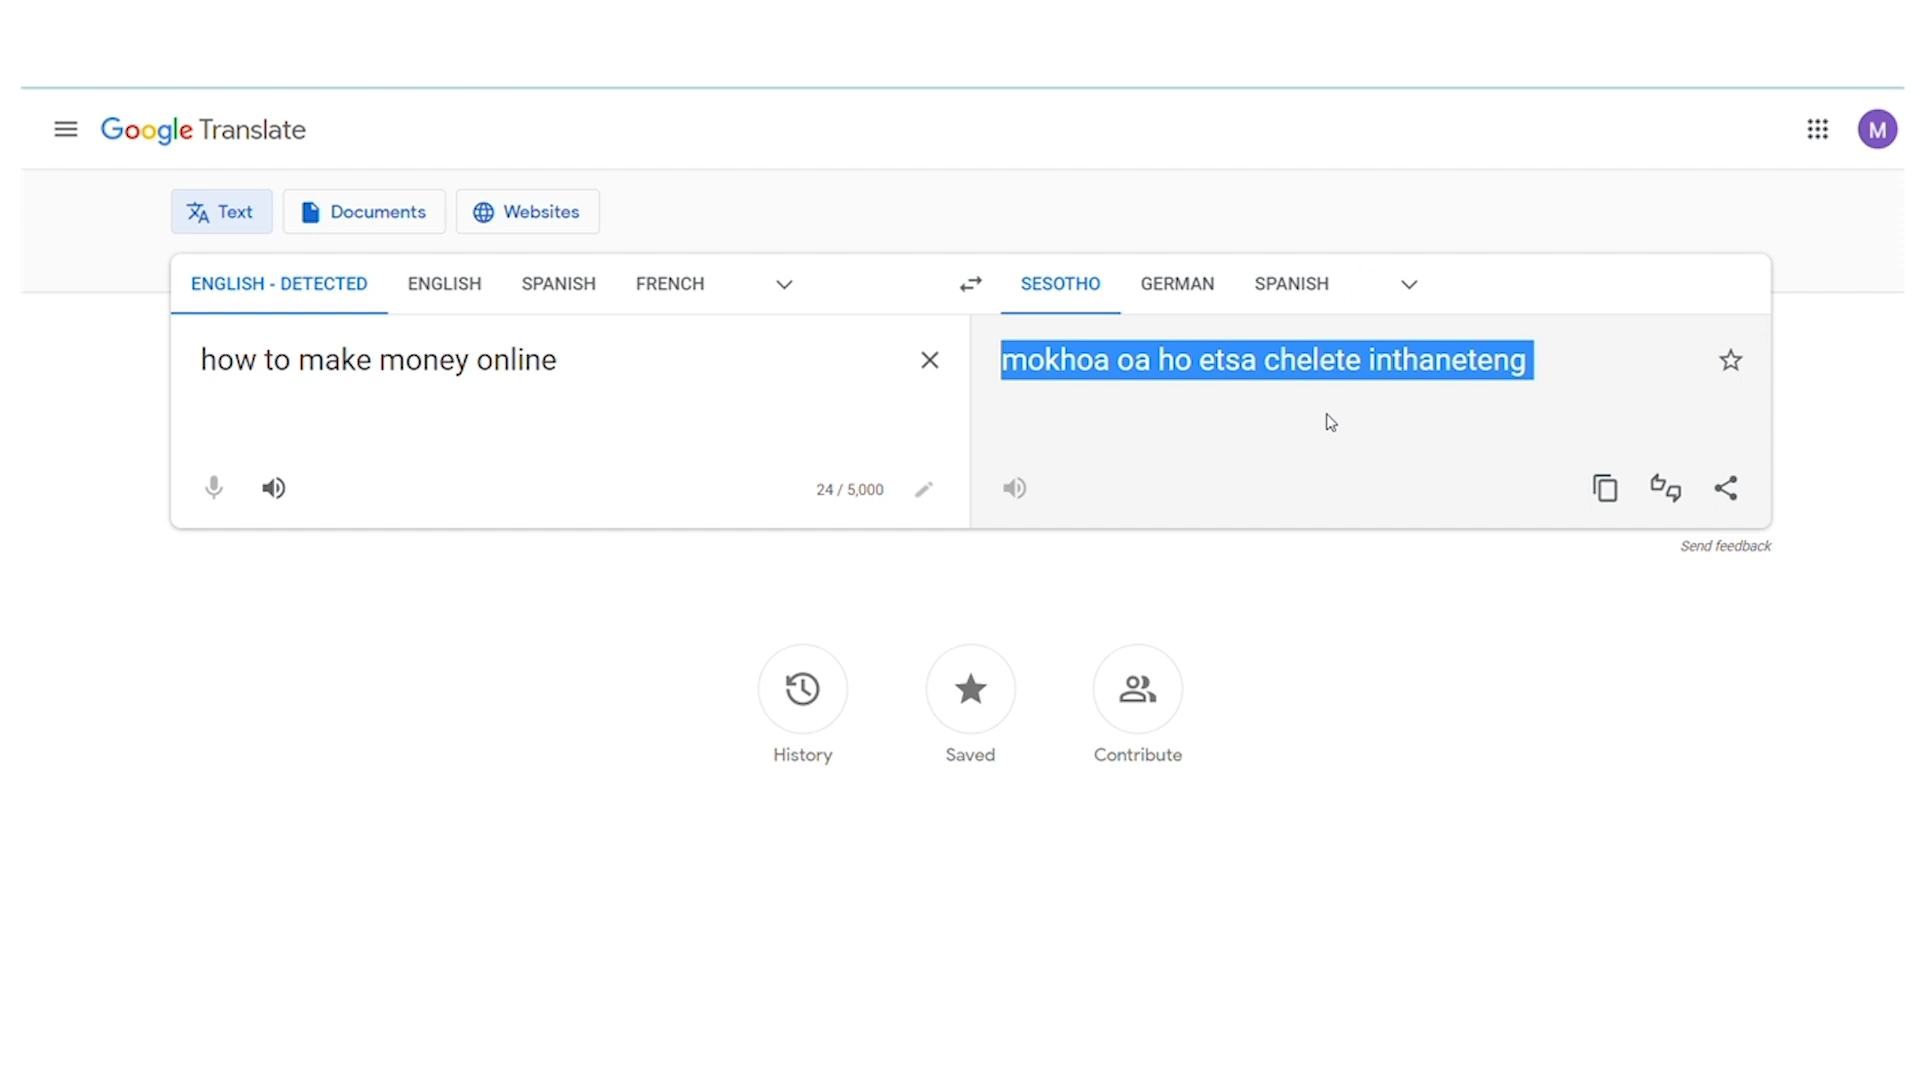 Google Translate
M
Text Documents Websites
ENGLISH - DETECTED ENGLISH SPANISH FRENCH SESOTHO GERMAN SPANISH
how to make money online
mokhoa oa ho etsa chelete inthaneteng
24 / 5,000
Send feedback
History Saved Contribute